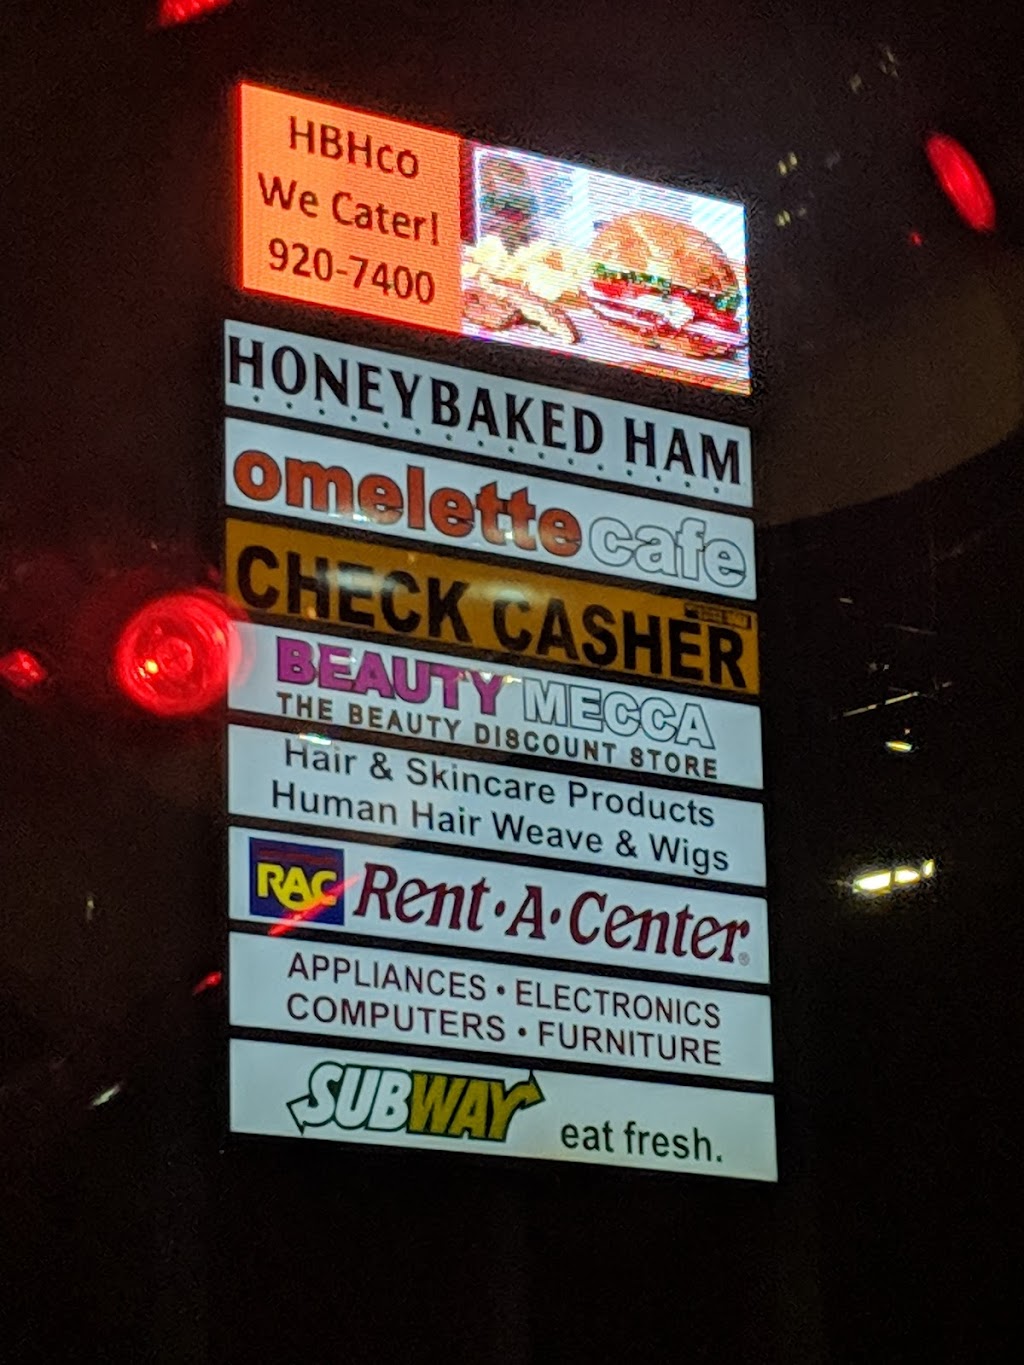 HBHco
We Cater!
920-7400
HONEYBAKED HAM
omelette cafe
CHECK CASHER
BEAUTY MECCA
THE BEAUTY DISCOUNT STORE
Hair & Skincare Products
Human Hair Weave & Wigs
RAC Rent·A·Center®
APPLIANCES • ELECTRONICS
COMPUTERS • FURNITURE
SUBWAY eat fresh.